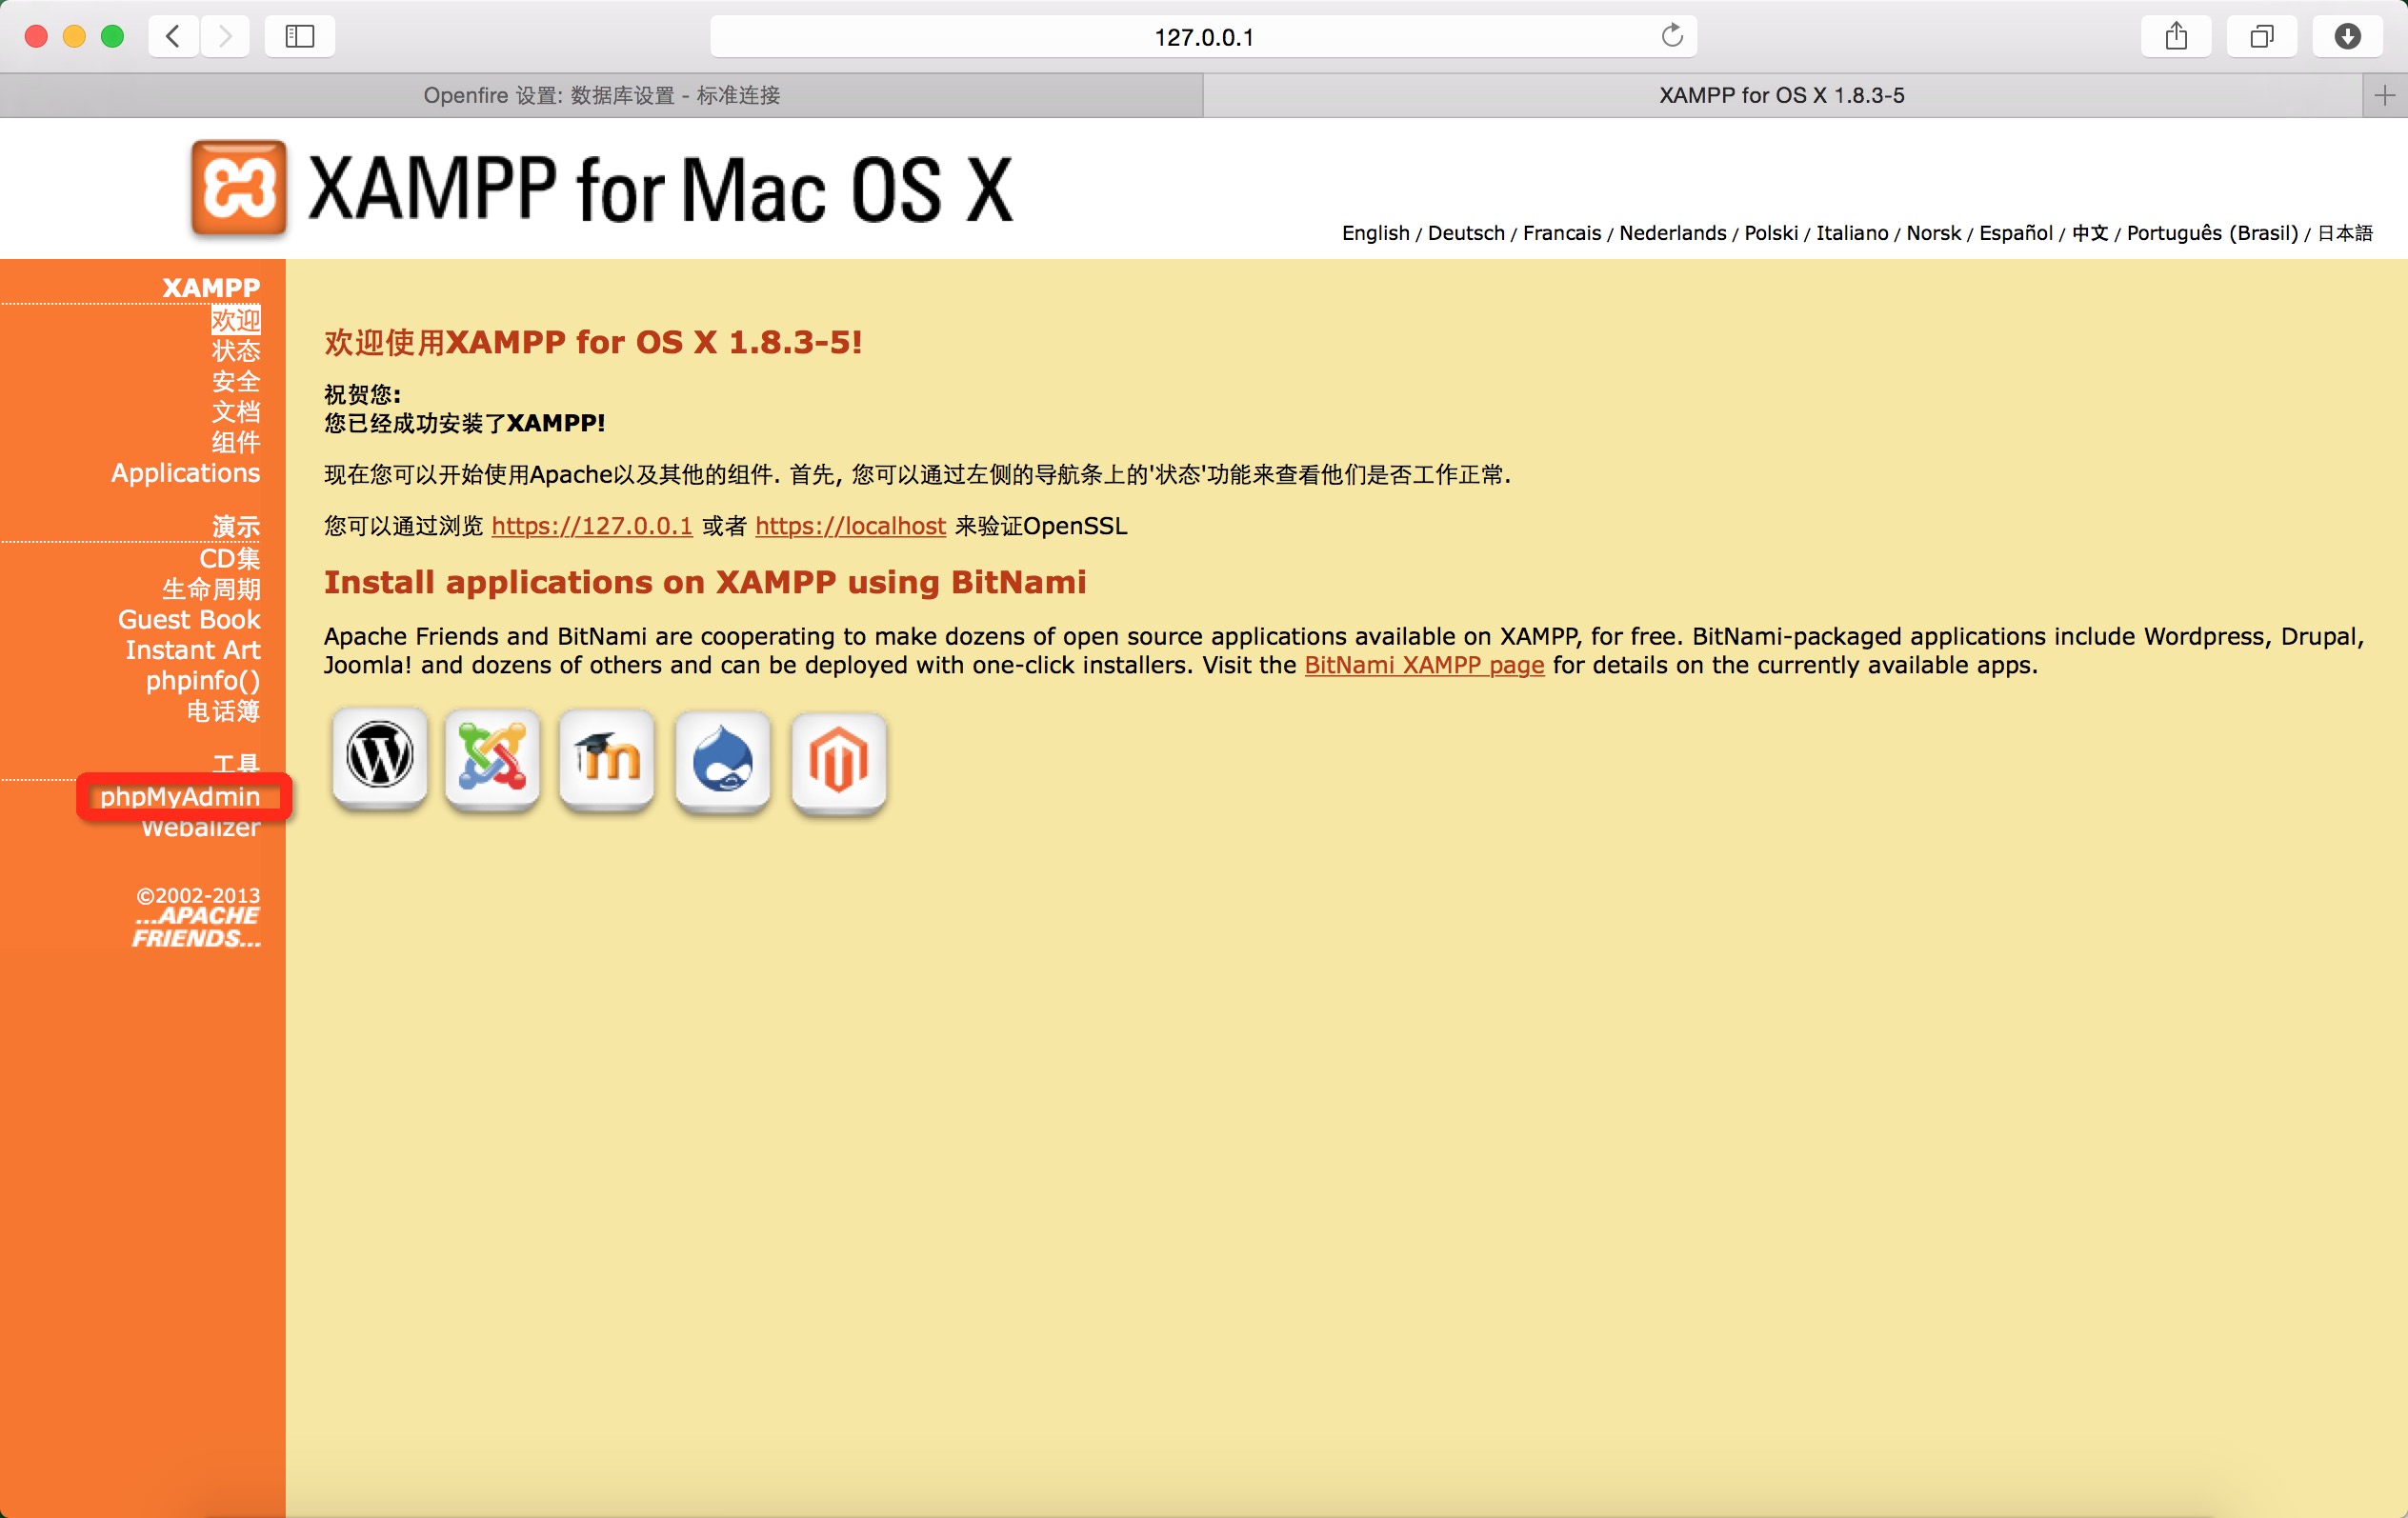 127.0.0.1
Openfire 设置: 数据库设置 - 标准连接
XAMPP for OS X 1.8.3-5
XAMPP for Mac OS X
English / Deutsch / Francais / Nederlands / Polski / Italiano / Norsk / Español / 中文 / Português (Brasil) / 日本語
XAMPP
欢迎
状态
安全
文档
组件
Applications
演示
CD集
生命周期
Guest Book
Instant Art
phpinfo()
电话簿
工具
phpMyAdmin
Webalizer
©2002-2013
...APACHE
FRIENDS...
欢迎使用XAMPP for OS X 1.8.3-5!
祝贺您:
您已经成功安装了XAMPP!
现在您可以开始使用Apache以及其他的组件. 首先, 您可以通过左侧的导航条上的'状态'功能来查看他们是否工作正常.
您可以通过浏览 https://127.0.0.1 或者 https://localhost 来验证OpenSSL
Install applications on XAMPP using BitNami
Apache Friends and BitNami are cooperating to make dozens of open source applications available on XAMPP, for free. BitNami-packaged applications include Wordpress, Drupal,
Joomla! and dozens of others and can be deployed with one-click installers. Visit the BitNami XAMPP page for details on the currently available apps.